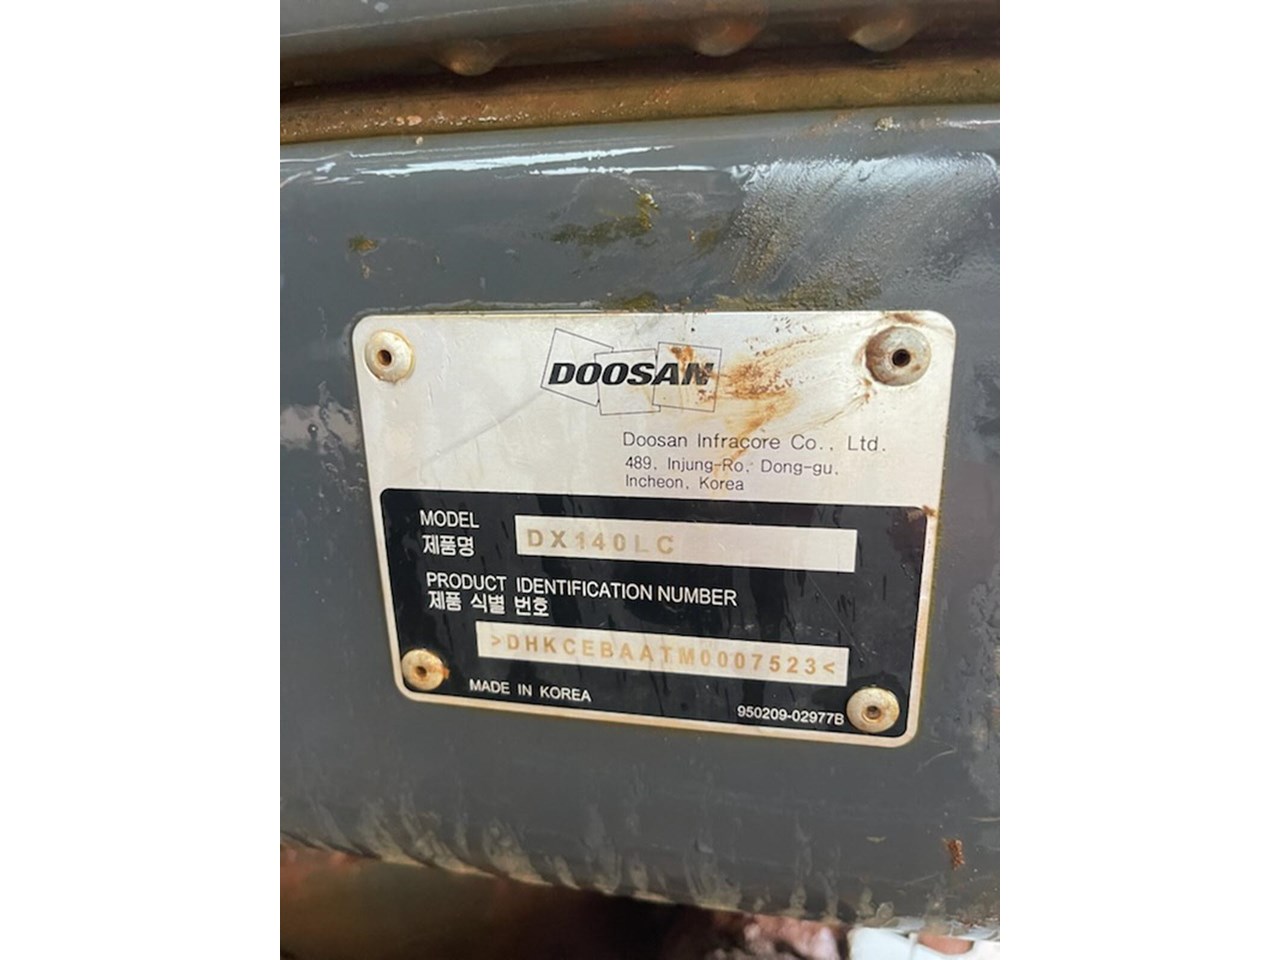 DOOSAN
Doosan Infracore Co., Ltd.
489, Injung-Ro, Dong-gu,
Incheon, Korea
MODEL
제품명
DX140LC
PRODUCT IDENTIFICATION NUMBER
제품 식별 번호
>DHKCEBAATM0007523<
MADE IN KOREA
950209-02977B